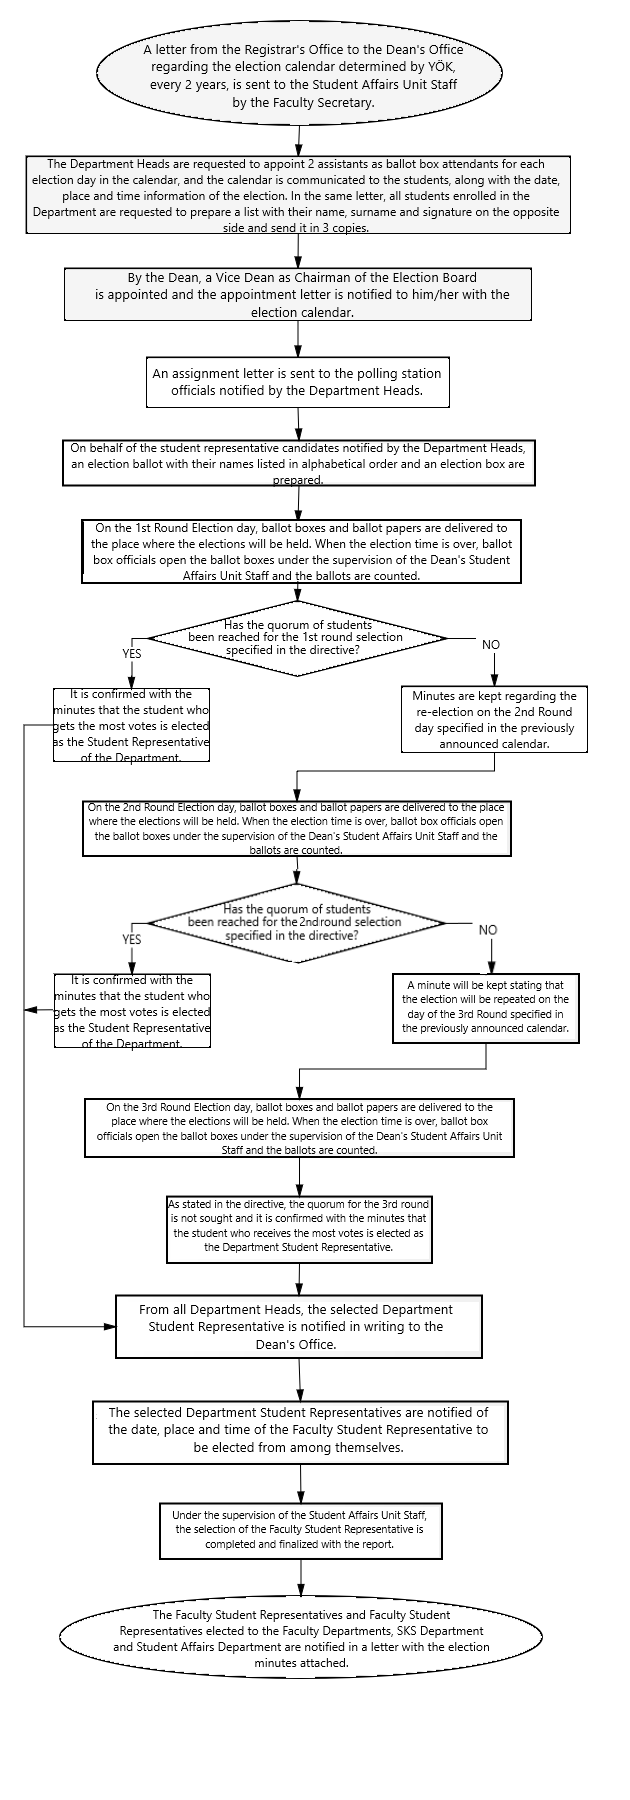 A letter from the Registrar's Office to the Dean's Office
regarding the election calendar determined by YÖK,
every 2 years, is sent to the Student Affairs Unit Staff
by the Faculty Secretary.
The Department Heads are requested to appoint 2 assistants as ballot box attendants for each
election day in the calendar, and the calendar is communicated to the students, along with the date,
place and time information of the election. In the same letter, all students enrolled in the
Department are requested to prepare a list with their name, surname and signature on the opposite
side and send it in 3 copies.
By the Dean, a Vice Dean as Chairman of the Election Board
is appointed and the appointment letter is notified to him/her with the
election calendar.
An assignment letter is sent to the polling station
officials notified by the Department Heads.
On behalf of the student representative candidates notified by the Department Heads,
an election ballot with their names listed in alphabetical order and an election box are
prepared.
On the 1st Round Election day, ballot boxes and ballot papers are delivered to
the place where the elections will be held. When the election time is over, ballot
box officials open the ballot boxes under the supervision of the Dean's Student
Affairs Unit Staff and the ballots are counted.
Has the quorum of students
been reached for the 1st round selection
specified in the directive?
YES
NO
It is confirmed with the
minutes that the student who
gets the most votes is elected
as the Student Representative
of the Department.
Minutes are kept regarding the
re-election on the 2nd Round
day specified in the previously
announced calendar.
On the 2nd Round Election day, ballot boxes and ballot papers are delivered to the place
where the elections will be held. When the election time is over, ballot box officials open
the ballot boxes under the supervision of the Dean's Student Affairs Unit Staff and the
ballots are counted.
Has the quorum of students
been reached for the 2nd round selection
specified in the directive?
YES
NO
It is confirmed with the
minutes that the student who
gets the most votes is elected
as the Student Representative
of the Department.
A minute will be kept stating that
the election will be repeated on the
day of the 3rd Round specified in
the previously announced calendar.
On the 3rd Round Election day, ballot boxes and ballot papers are delivered to the
place where the elections will be held. When the election time is over, ballot box
officials open the ballot boxes under the supervision of the Dean's Student Affairs Unit
Staff and the ballots are counted.
As stated in the directive, the quorum for the 3rd round
is not sought and it is confirmed with the minutes that
the student who receives the most votes is elected as
the Department Student Representative.
From all Department Heads, the selected Department
Student Representative is notified in writing to the
Dean's Office.
The selected Department Student Representatives are notified of
the date, place and time of the Faculty Student Representative to
be elected from among themselves.
Under the supervision of the Student Affairs Unit Staff,
the selection of the Faculty Student Representative is
completed and finalized with the report.
The Faculty Student Representatives and Faculty Student
Representatives elected to the Faculty Departments, SKS Department
and Student Affairs Department are notified in a letter with the election
minutes attached.